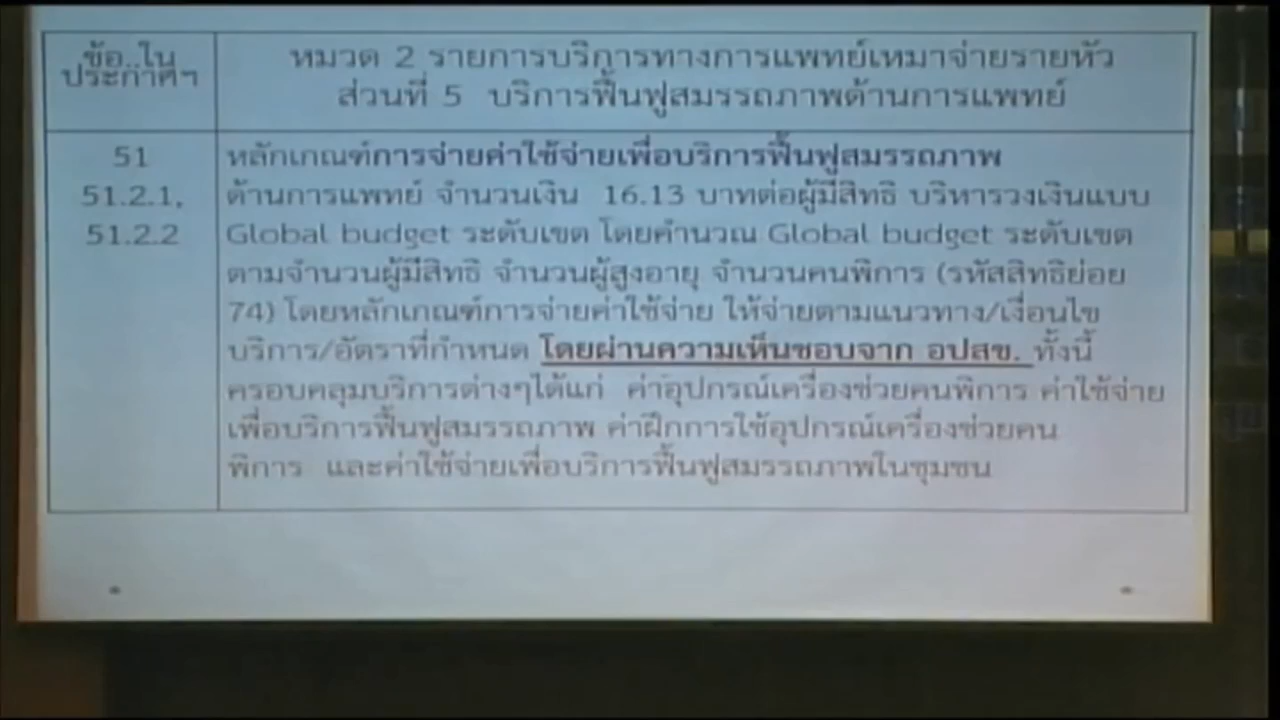 ข้อ..ใน
ประกาศฯ
หมวด 2 รายการบริการทางการแพทย์เหมาจ่ายรายหัว
ส่วนที่ 5 บริการฟื้นฟูสมรรถภาพด้านการแพทย์
51
51.2.1,
51.2.2
หลักเกณฑ์การจ่ายค่าใช้จ่ายเพื่อบริการฟื้นฟูสมรรถภาพ
ด้านการแพทย์ จำนวนเงิน 16.13 บาทต่อผู้มีสิทธิ บริหารวงเงินแบบ
Global budget ระดับเขต โดยคำนวณ Global budget ระดับเขต
ตามจำนวนผู้มีสิทธิ จำนวนผู้สูงอายุ จำนวนคนพิการ (รหัสสิทธิย่อย
74) โดยหลักเกณฑ์การจ่ายค่าใช้จ่าย ให้จ่ายตามแนวทาง/เงื่อนไข
บริการ/อัตราที่กำหนด โดยผ่านความเห็นชอบจาก อปสข. ทั้งนี้
ครอบคลุมบริการต่างๆได้แก่ ค่าอุปกรณ์เครื่องช่วยคนพิการ ค่าใช้จ่าย
เพื่อบริการฟื้นฟูสมรรถภาพ ค่าฝึกการใช้อุปกรณ์เครื่องช่วยคน
พิการ และค่าใช้จ่ายเพื่อบริการฟื้นฟูสมรรถภาพในชุมชน